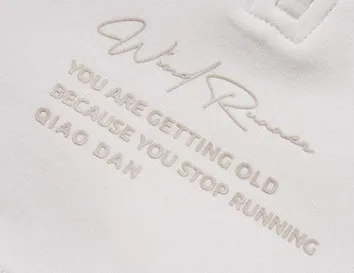 Wind Runner
YOU ARE GETTING OLD
BECAUSE YOU STOP RUNNING
QIAO DAN